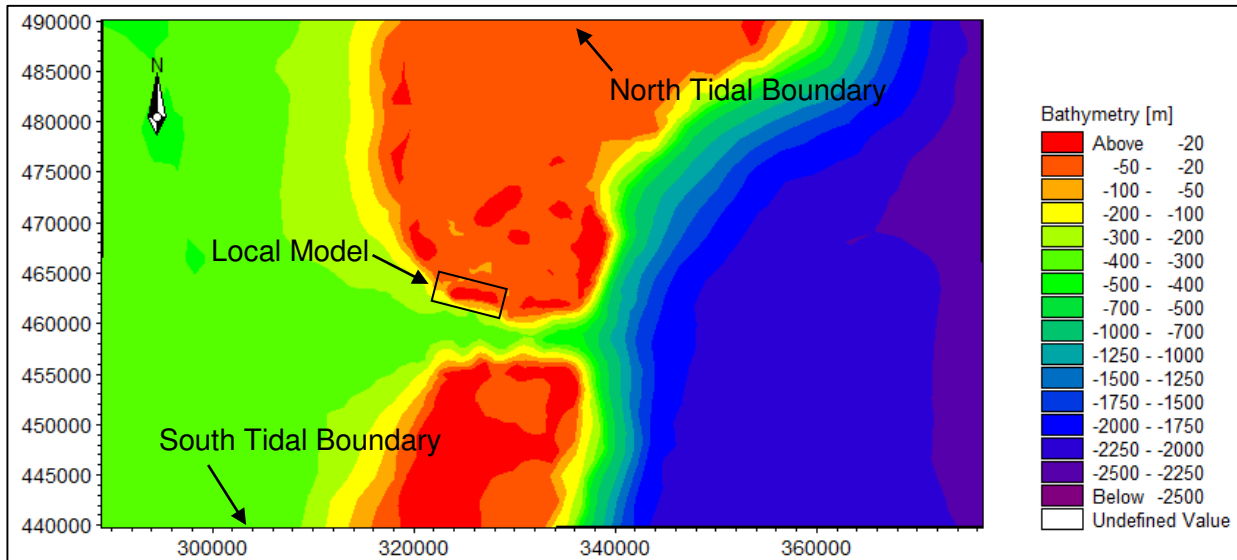 490000
485000
480000
475000
470000
465000
460000
455000
450000
445000
440000
300000 320000 340000 360000
N
North Tidal Boundary
Local Model
South Tidal Boundary
Bathymetry [m]
Above -20
-50 - -20
-100 - -50
-200 - -100
-300 - -200
-400 - -300
-500 - -400
-700 - -500
-1000 - -700
-1250 - -1000
-1500 - -1250
-1750 - -1500
-2000 - -1750
-2250 - -2000
-2500 - -2250
Below -2500
Undefined Value